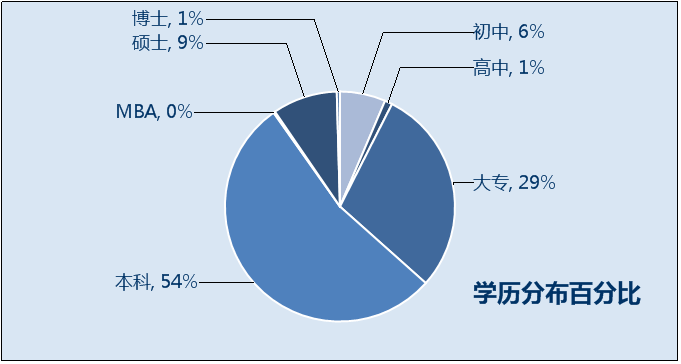 博士, 1%
硕士, 9%
MBA, 0%
本科, 54%
初中, 6%
高中, 1%
大专, 29%
学历分布百分比